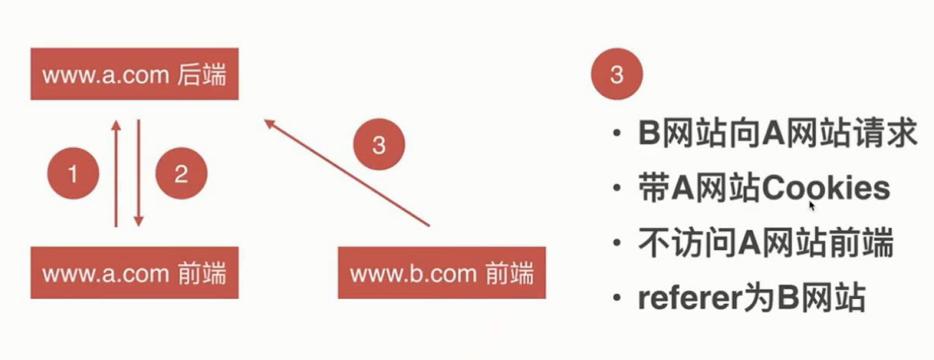 www.a.com 后端
1
2
3
www.a.com 前端
www.b.com 前端
3
• B网站向A网站请求
• 带A网站Cookies
• 不访问A网站前端
• referer为B网站